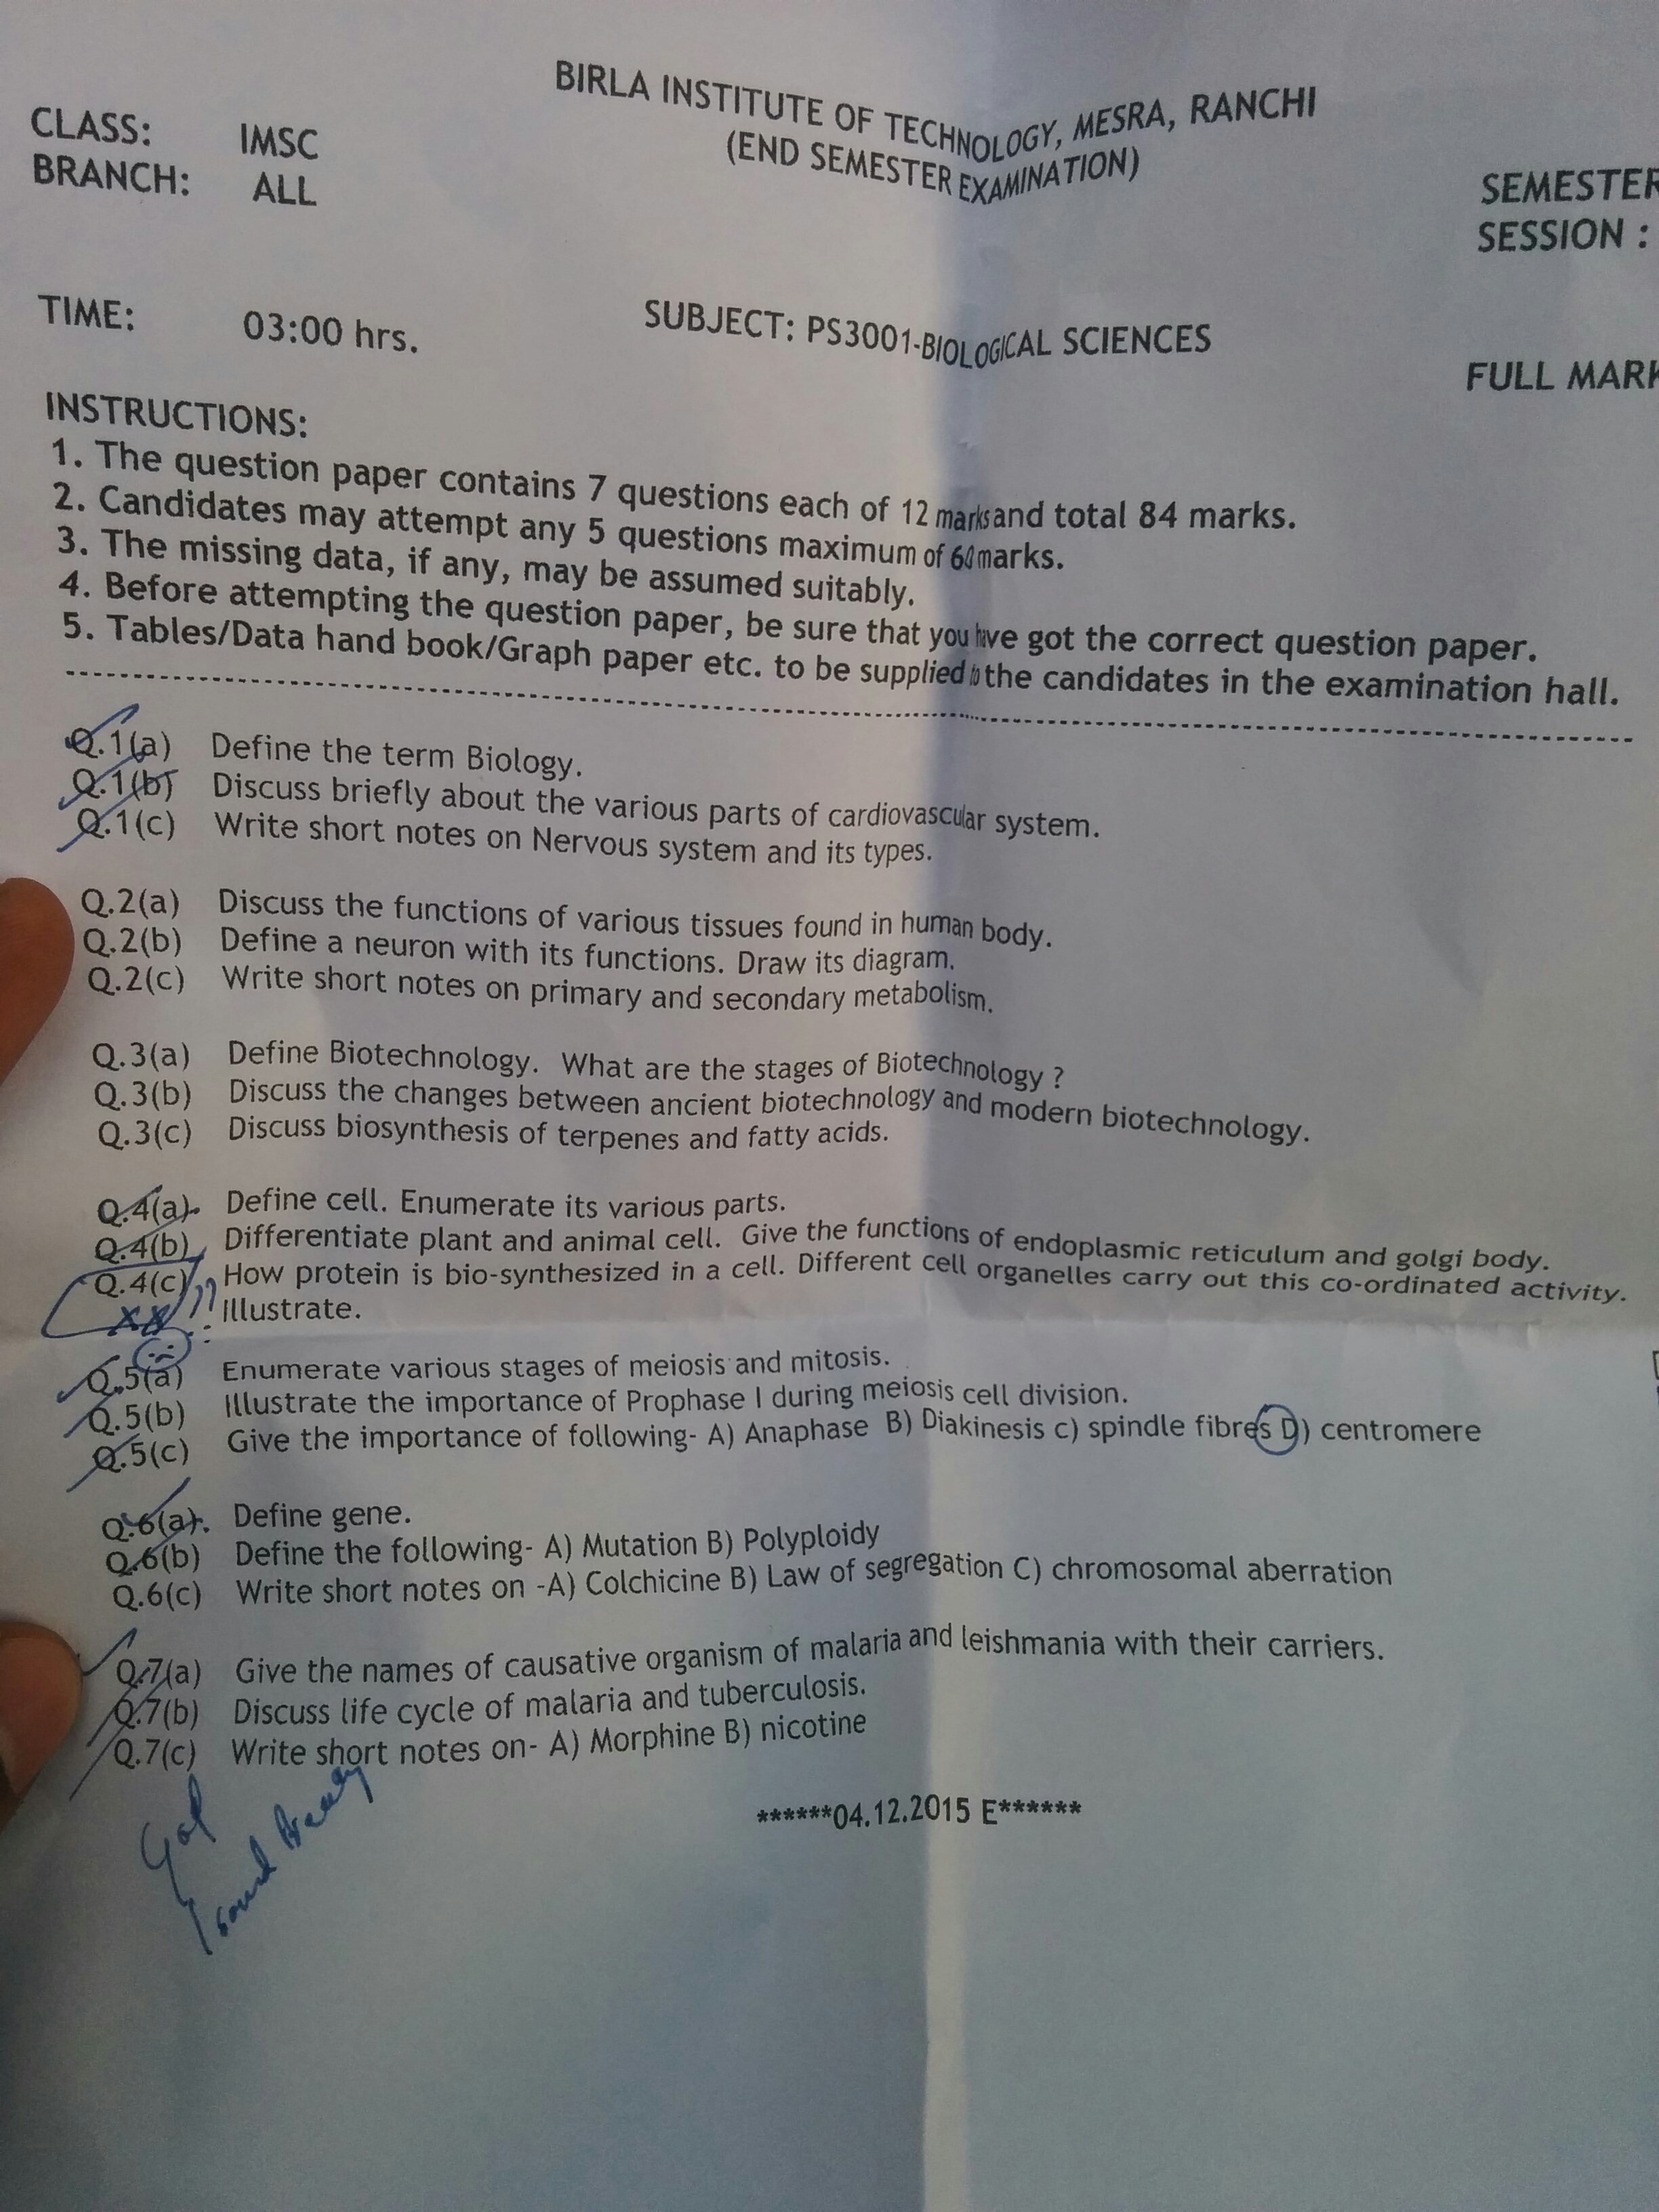 BIRLA INSTITUTE OF TECHNOLOGY, MESRA, RANCHI
(END SEMESTER EXAMINATION)
CLASS: IMSC
BRANCH: ALL
SEMESTER
SESSION :
TIME: 03:00 hrs.
SUBJECT: PS3001-BIOLOGICAL SCIENCES
FULL MARK
INSTRUCTIONS:
1. The question paper contains 7 questions each of 12 marks and total 84 marks.
2. Candidates may attempt any 5 questions maximum of 60 marks.
3. The missing data, if any, may be assumed suitably.
4. Before attempting the question paper, be sure that you have got the correct question paper.
5. Tables/Data hand book/Graph paper etc. to be supplied to the candidates in the examination hall.
Q.1(a) Define the term Biology.
Q.1(b) Discuss briefly about the various parts of cardiovascular system.
Q.1(c) Write short notes on Nervous system and its types.
Q.2(a) Discuss the functions of various tissues found in human body.
Q.2(b) Define a neuron with its functions. Draw its diagram.
Q.2(c) Write short notes on primary and secondary metabolism.
Q.3(a) Define Biotechnology. What are the stages of Biotechnology ?
Q.3(b) Discuss the changes between ancient biotechnology and modern biotechnology.
Q.3(c) Discuss biosynthesis of terpenes and fatty acids.
Q.4(a) Define cell. Enumerate its various parts.
Q.4(b) Differentiate plant and animal cell. Give the functions of endoplasmic reticulum and golgi body.
Q.4(c) How protein is bio-synthesized in a cell. Different cell organelles carry out this co-ordinated activity.
Illustrate.
Q.5(a) Enumerate various stages of meiosis and mitosis.
Q.5(b) Illustrate the importance of Prophase I during meiosis cell division.
Q.5(c) Give the importance of following- A) Anaphase B) Diakinesis c) spindle fibres D) centromere
Q.6(a). Define gene.
Q.6(b) Define the following- A) Mutation B) Polyploidy
Q.6(c) Write short notes on -A) Colchicine B) Law of segregation C) chromosomal aberration
Q.7(a) Give the names of causative organism of malaria and leishmania with their carriers.
Q.7(b) Discuss life cycle of malaria and tuberculosis.
Q.7(c) Write short notes on- A) Morphine B) nicotine
******04.12.2015 E******